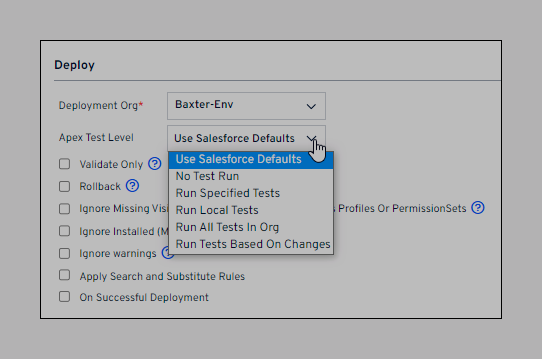 Deploy
Deployment Org* Baxter-Env
Apex Test Level Use Salesforce Defaults
Validate Only ? Use Salesforce Defaults
No Test Run
Rollback ? Run Specified Tests
Ignore Missing Visi Run Local Tests s Profiles Or PermissionSets ?
Ignore Installed (M Run All Tests In Org
Run Tests Based On Changes
Ignore warnings ?
Apply Search and Substitute Rules
On Successful Deployment